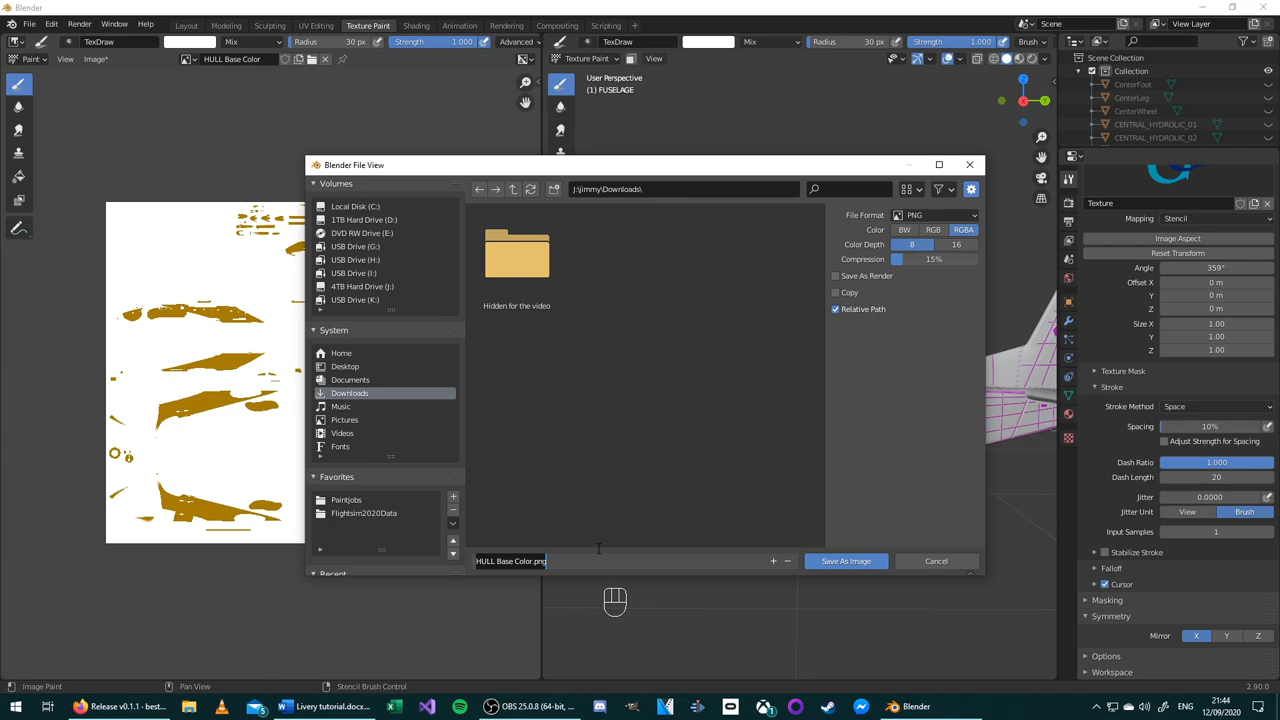 Blender
File Edit Render Window Help Layout Modeling Sculpting UV Editing Texture Paint Shading Animation Rendering Compositing Scripting + Scene View Layer
TexDraw Mix Radius 30 px Strength 1.000 Advanced TexDraw Mix Radius 30 px Strength 1.000 Brush
Paint View Image* HULL Base Color Texture Paint View Scene Collection
User Perspective
(1) FUSELAGE
Collection
CenterFoot
CenterLeg
CenterWheel
CENTRAL_HYDROLIC_01
CENTRAL_HYDROLIC_02
Blender File View
Volumes
Local Disk (C:)
1TB Hard Drive (D:)
DVD RW Drive (E:)
USB Drive (G:)
USB Drive (H:)
USB Drive (I:)
4TB Hard Drive (J:)
USB Drive (K:)
System
Home
Desktop
Documents
Downloads
Music
Pictures
Videos
Fonts
Favorites
Paintjobs
Flightsim2020Data
Recent
J:\jimmy\Downloads\
Hidden for the video
HULL Base Color.png
File Format PNG
Color BW RGB RGBA
Color Depth 8 16
Compression 15%
Save As Render
Copy
Relative Path
Save As Image Cancel
Texture
Mapping Stencil
Image Aspect
Reset Transform
Angle 359°
Offset X 0 m
Y 0 m
Z 0 m
Size X 1.00
Y 1.00
Z 1.00
Texture Mask
Stroke
Stroke Method Space
Spacing 10%
Adjust Strength for Spacing
Dash Ratio 1.000
Dash Length 20
Jitter 0.0000
Jitter Unit View Brush
Input Samples 1
Stabilize Stroke
Falloff
Cursor
Masking
Symmetry
Mirror X Y Z
Options
Workspace
Image Paint Pan View Stencil Brush Control 2.90.0
Release v0.1.1 · best... 5 Livery tutorial.docx... OBS 25.0.8 (64-bit, ... 1 Blender ENG 21:44
12/09/2020